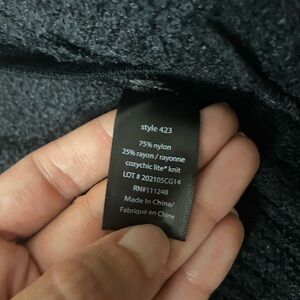 style 423
75% nylon
25% rayon / rayonne
cozychic lite® knit
LOT # 202105CG14
RN#111248
Made in China/
Fabriqué en Chine